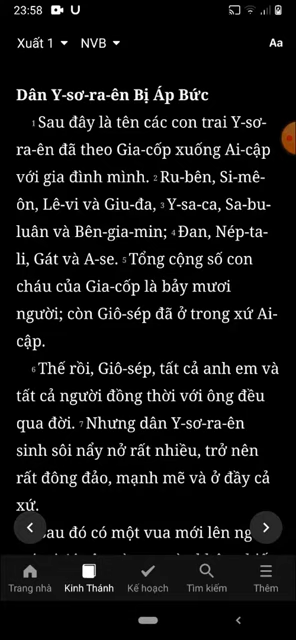 23:58
Xuất 1 NVB Aa
Dân Y-sơ-ra-ên Bị Áp Bức
1 Sau đây là tên các con trai Y-sơ-
ra-ên đã theo Gia-cốp xuống Ai-cập
với gia đình mình. 2 Ru-bên, Si-mê-
ôn, Lê-vi và Giu-đa, 3 Y-sa-ca, Sa-bu-
luân và Bên-gia-min; 4 Đan, Nép-ta-
li, Gát và A-se. 5 Tổng cộng số con
cháu của Gia-cốp là bảy mươi
người; còn Giô-sép đã ở trong xứ Ai-
cập.
6 Thế rồi, Giô-sép, tất cả anh em và
tất cả người đồng thời với ông đều
qua đời. 7 Nhưng dân Y-sơ-ra-ên
sinh sôi nẩy nở rất nhiều, trở nên
rất đông đảo, mạnh mẽ và ở đầy cả
xứ.
đó có một vua mới lên
Trang nhà Kinh Thánh Kế hoạch Tìm kiếm Thêm